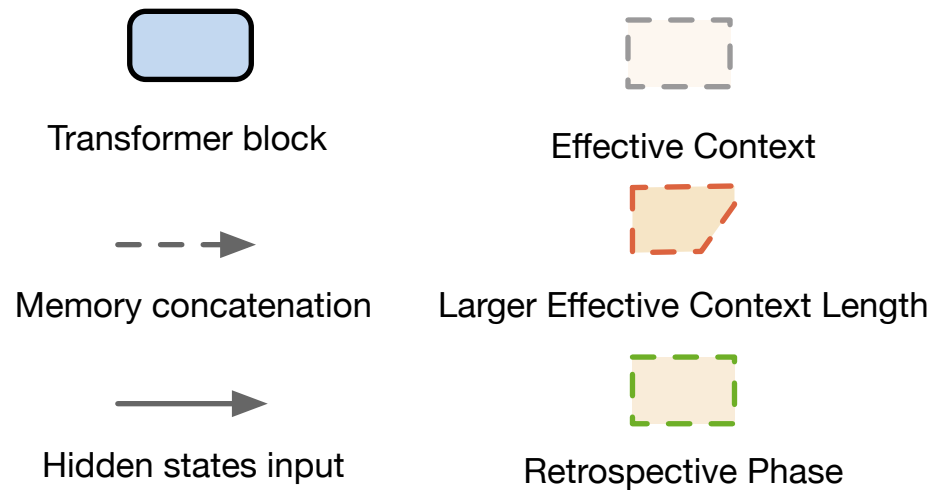 Transformer block
Effective Context
Memory concatenation
Larger Effective Context Length
Hidden states input
Retrospective Phase